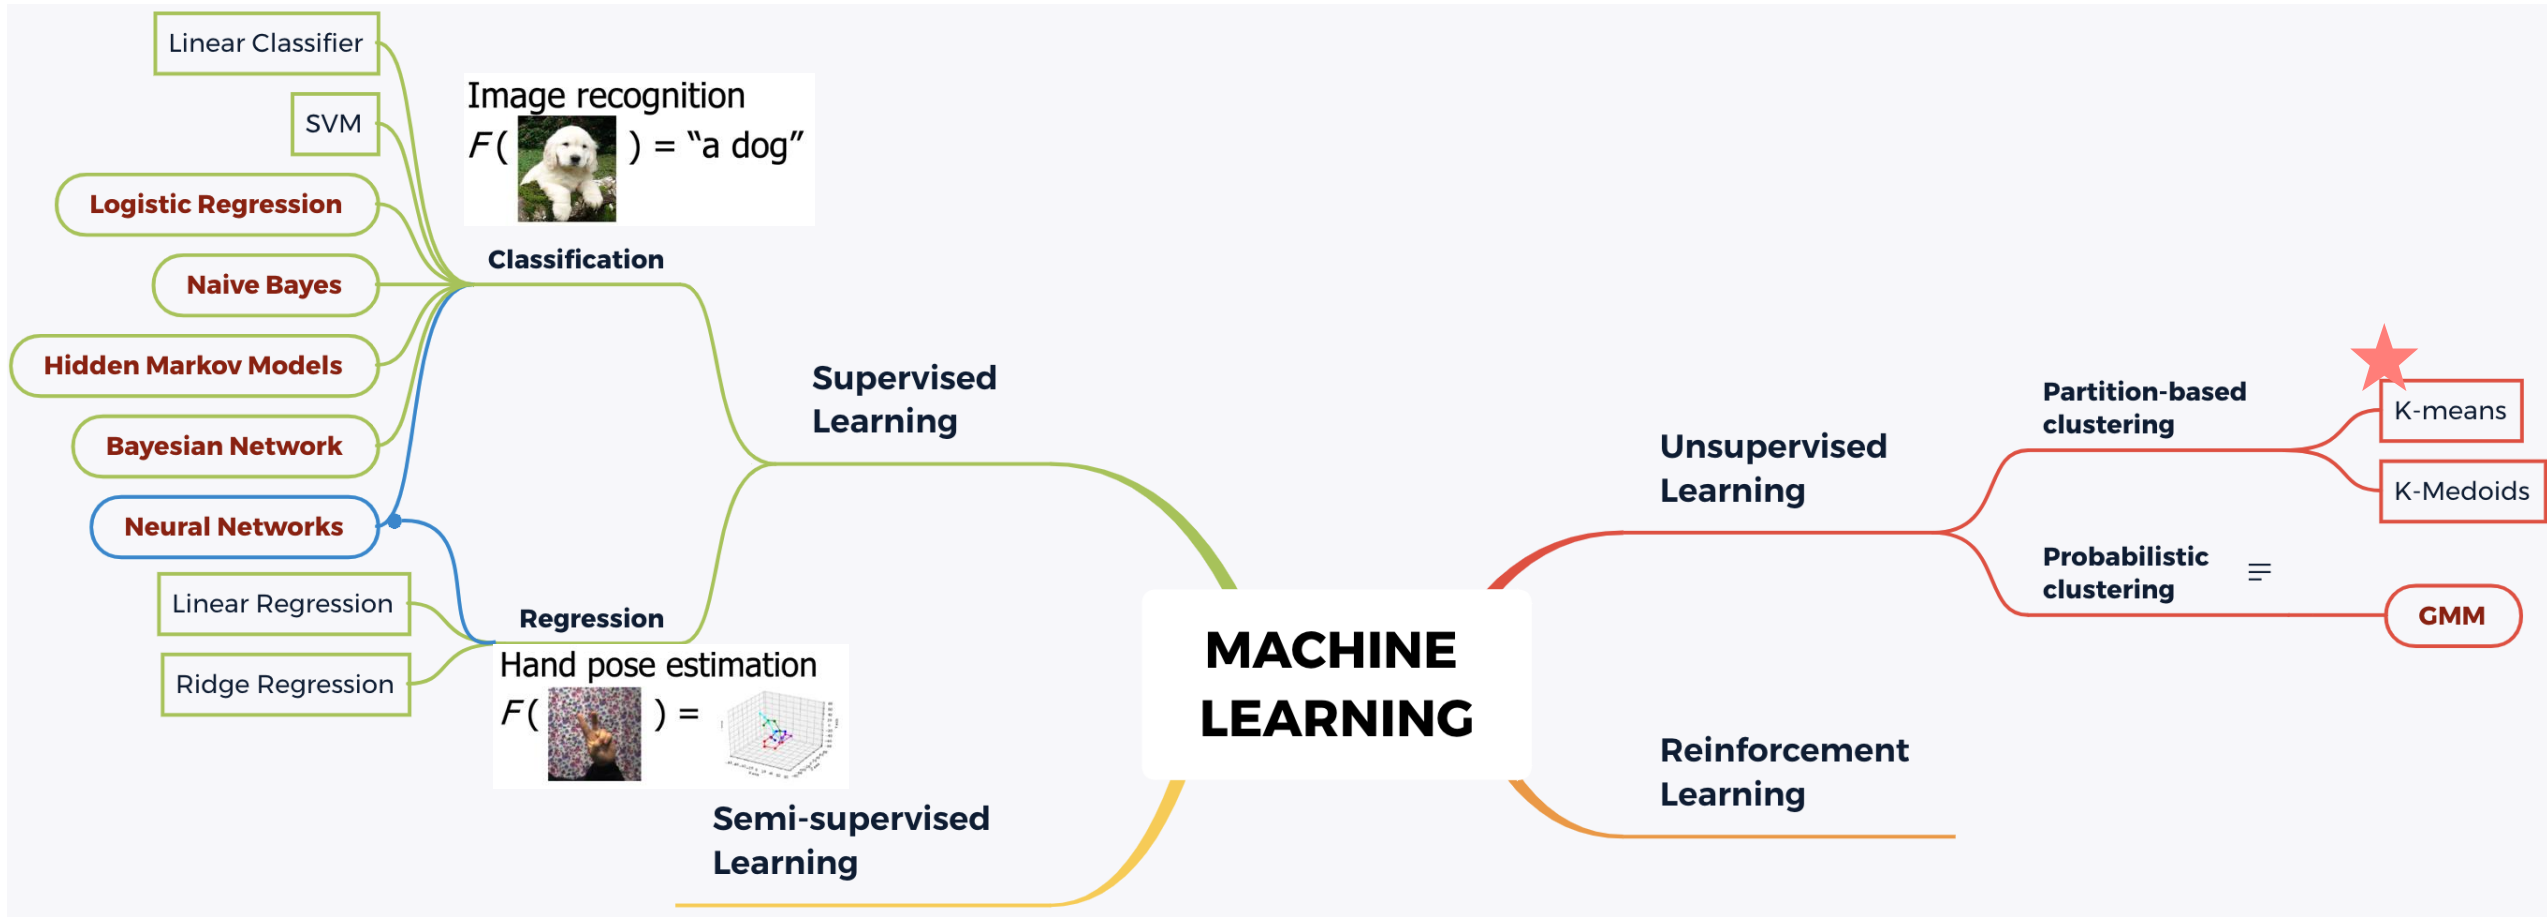 Linear Classifier
SVM
Logistic Regression
Naive Bayes
Hidden Markov Models
Bayesian Network
Neural Networks
Linear Regression
Ridge Regression
Image recognition
F( ) = “a dog”
Classification
Regression
Hand pose estimation
F( ) =
Supervised
Learning
Semi-supervised
Learning
MACHINE
LEARNING
Unsupervised
Learning
Partition-based
clustering
K-means
K-Medoids
Probabilistic
clustering
GMM
Reinforcement
Learning